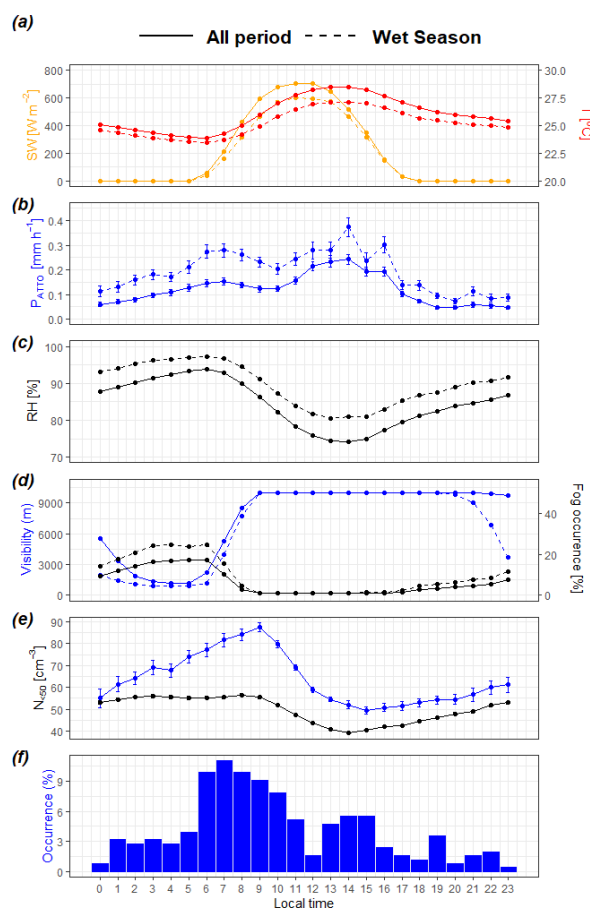 (a)
All period
Wet Season
800
600
400
200
0
SW [W m⁻²]
30.0
27.5
25.0
22.5
20.0
T [°C]
(b)
0.4
0.3
0.2
0.1
0.0
P_ATTO [mm h⁻¹]
(c)
100
90
80
70
RH [%]
(d)
9000
6000
3000
0
Visibility (m)
40
20
0
Fog occurence [%]
(e)
90
80
70
60
50
40
N<50 [cm⁻³]
(f)
9
6
3
0
Occurrence (%)
0 1 2 3 4 5 6 7 8 9 10 11 12 13 14 15 16 17 18 19 20 21 22 23
Local time